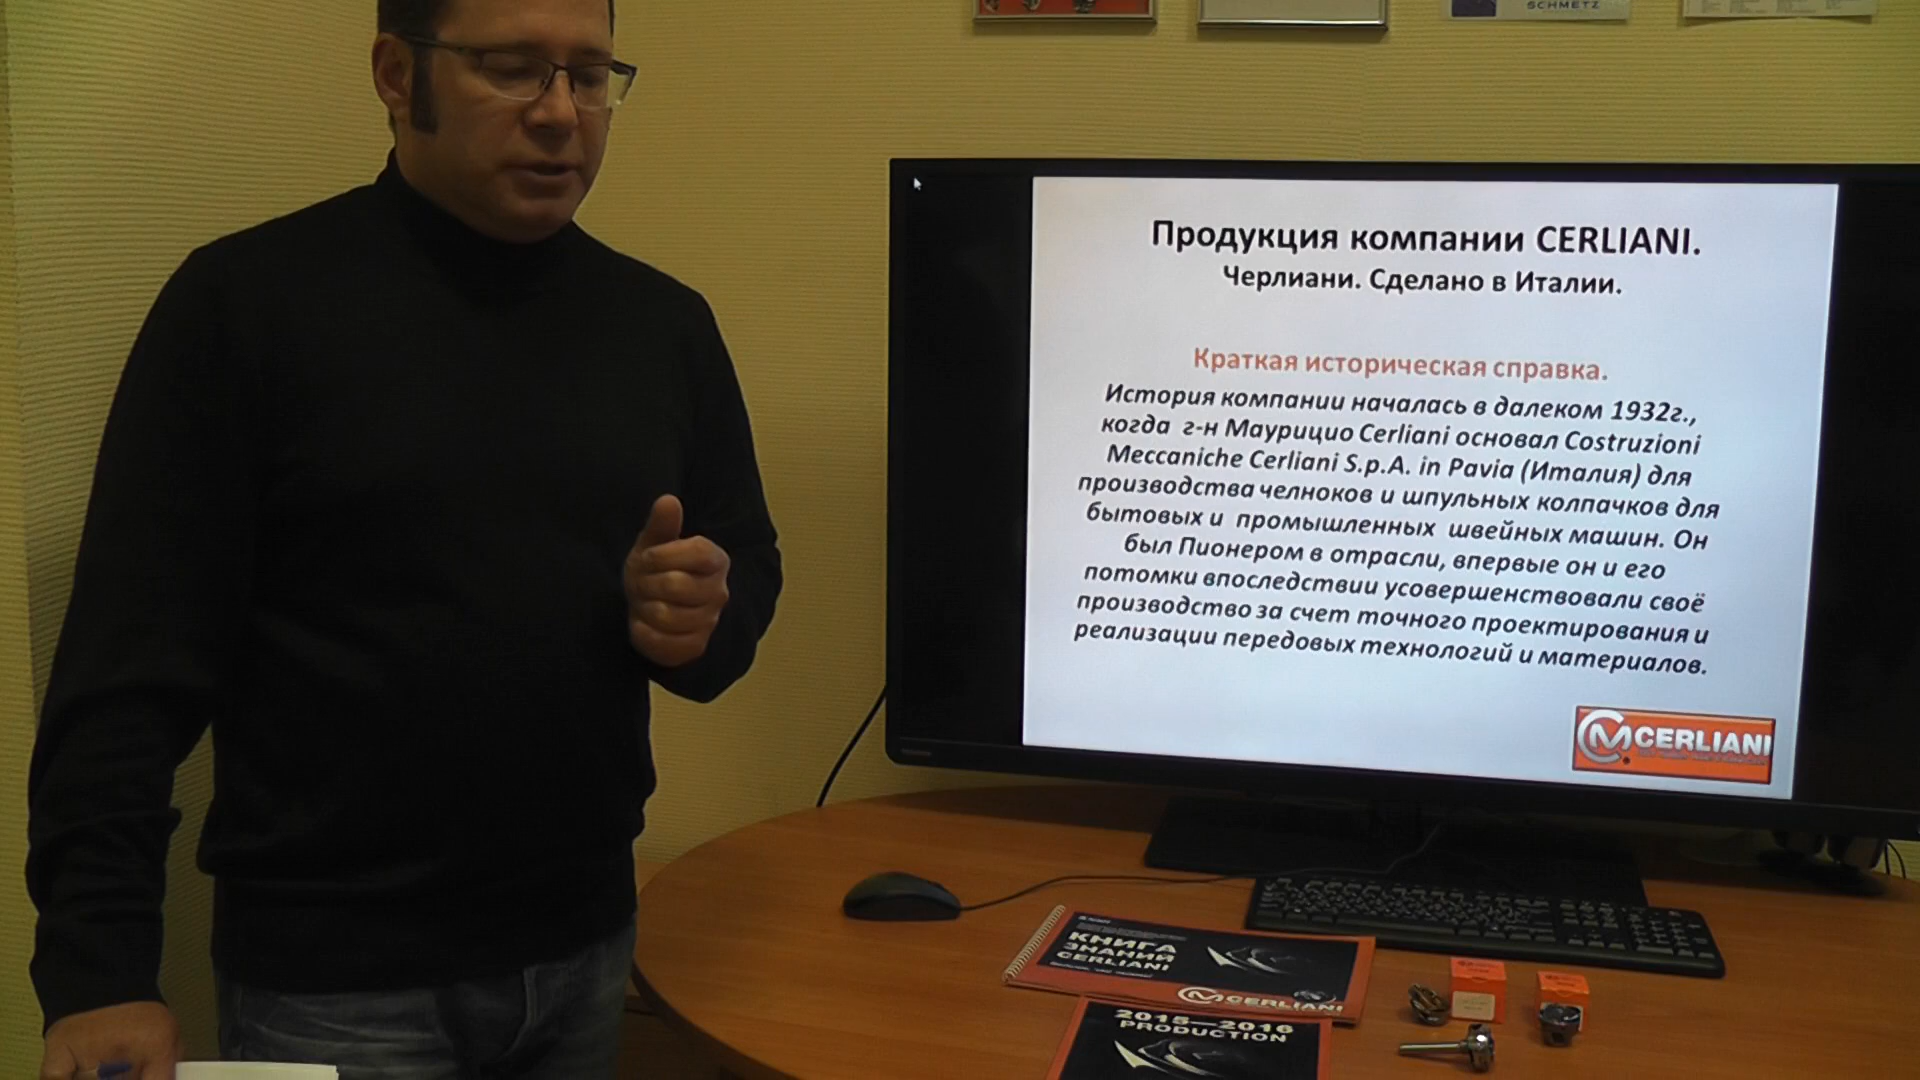 SCHMETZ
Продукция компании CERLIANI.
Черлиани. Сделано в Италии.
Краткая историческая справка.
История компании началась в далеком 1932г.,
когда г-н Маурицио Cerliani основал Costruzioni
Meccaniche Cerliani S.p.A. in Pavia (Италия) для
производства челноков и шпульных колпачков для
бытовых и промышленных швейных машин. Он
был Пионером в отрасли, впервые он и его
потомки впоследствии усовершенствовали своё
производство за счет точного проектирования и
реализации передовых технологий и материалов.
CM CERLIANI
КНИГА
ЗНАНИЙ
CERLIANI
CM CERLIANI
2015—2016
PRODUCTION